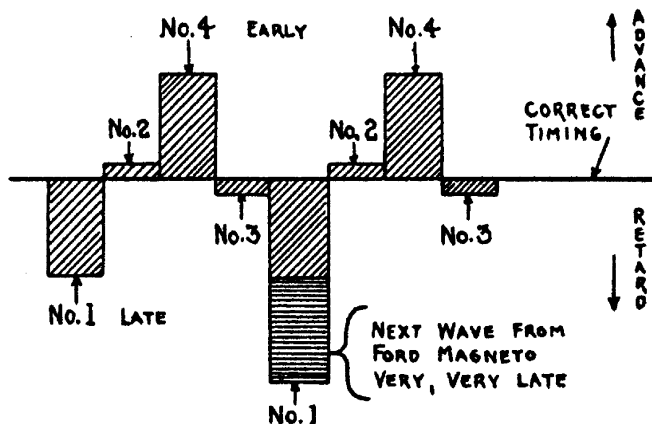 No.4 EARLY
No.4
ADVANCE
No.2
No.2
CORRECT
TIMING
No.3
No.3
RETARD
No.1 LATE
NEXT WAVE FROM
FORD MAGNETO
VERY, VERY LATE
No.1